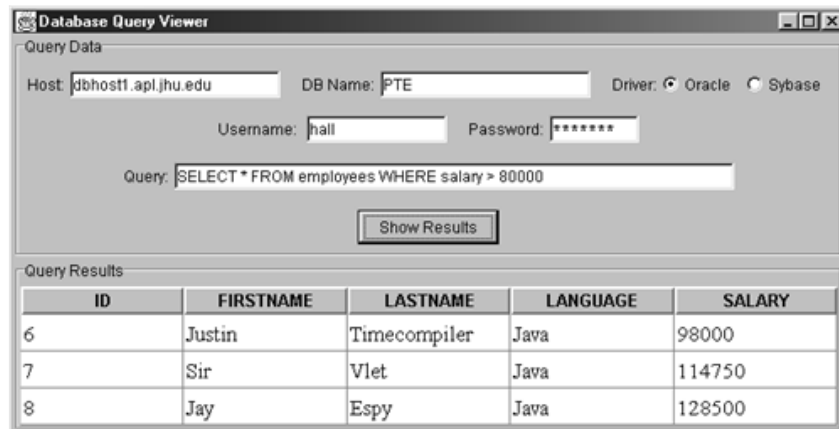 Database Query Viewer
Query Data
Host: dbhost1.apl.jhu.edu DB Name: PTE Driver: Oracle Sybase
Username: hall Password: *******
Query: SELECT * FROM employees WHERE salary > 80000
Show Results
Query Results
ID FIRSTNAME LASTNAME LANGUAGE SALARY
6 Justin Timecompiler Java 98000
7 Sir Vlet Java 114750
8 Jay Espy Java 128500